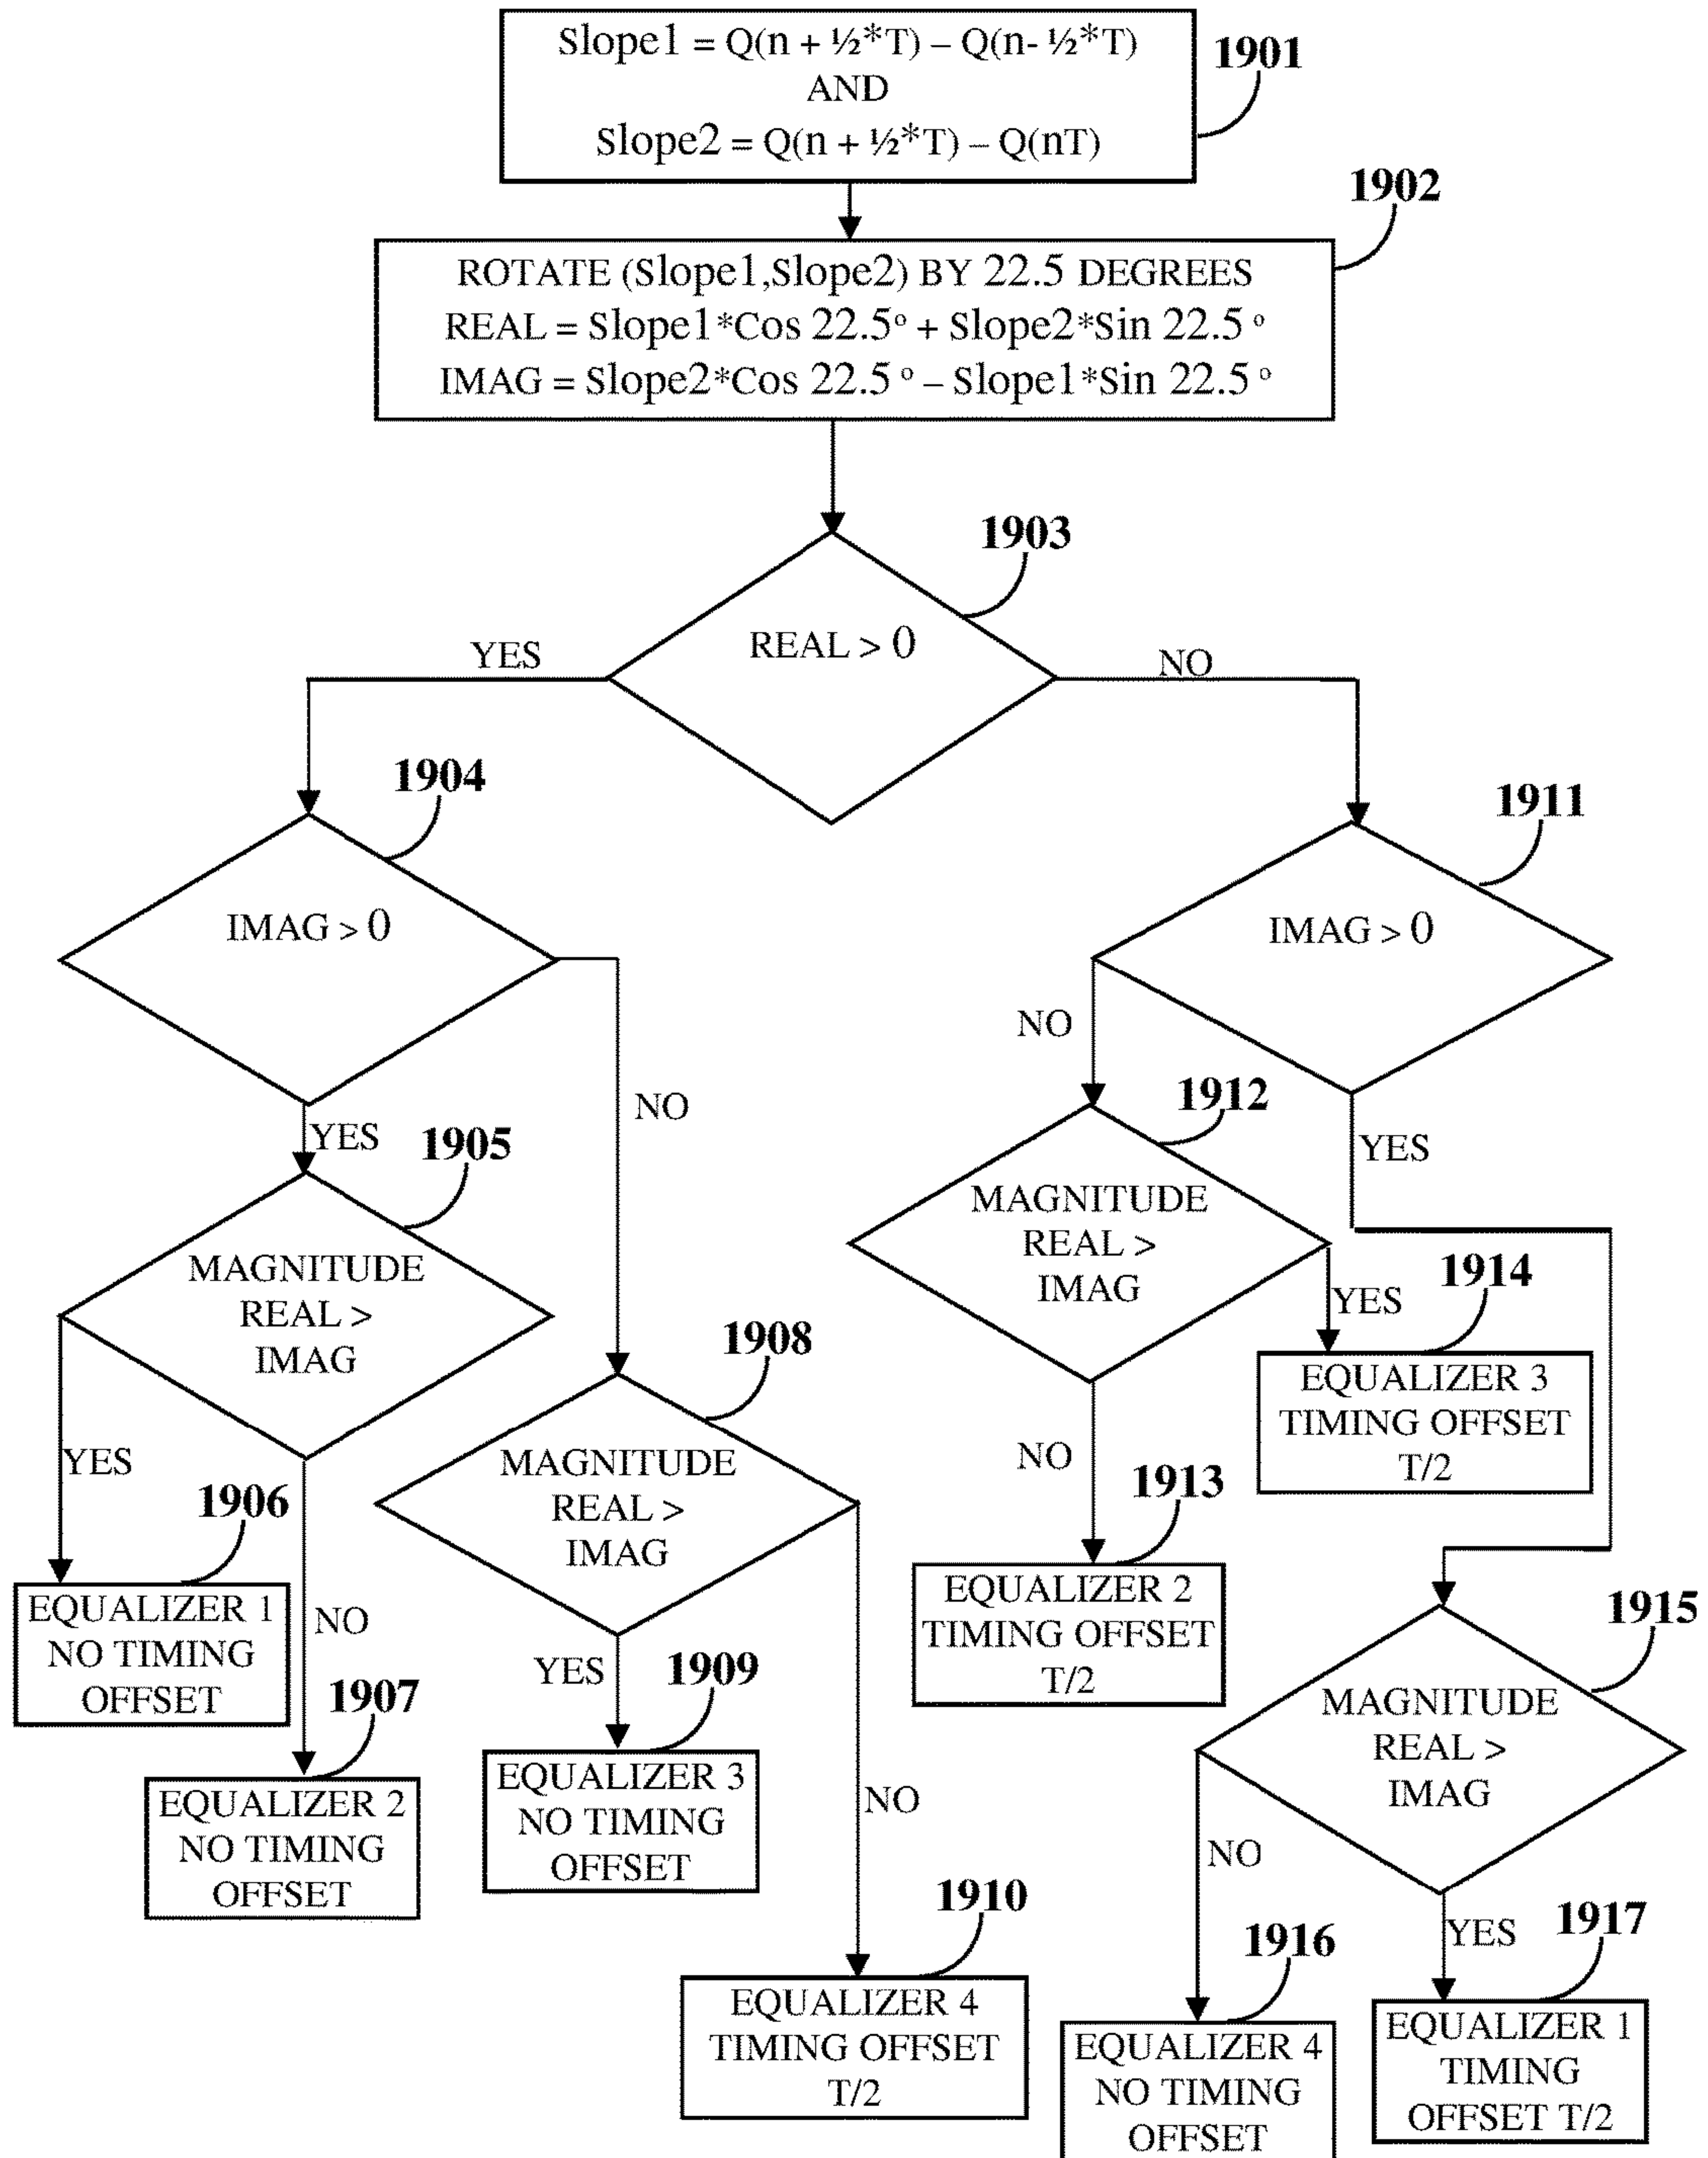 Slope1 = Q(n + ½*T) – Q(n- ½*T)
AND
Slope2 = Q(n + ½*T) – Q(nT)
1901
1902
ROTATE (Slope1,Slope2) BY 22.5 DEGREES
REAL = Slope1*Cos 22.5° + Slope2*Sin 22.5 °
IMAG = Slope2*Cos 22.5 ° – Slope1*Sin 22.5 °
1903
REAL > 0
YES
NO
1904
IMAG > 0
1911
IMAG > 0
NO
YES
NO
YES
1905
MAGNITUDE
REAL >
IMAG
1912
MAGNITUDE
REAL >
IMAG
YES
1914
EQUALIZER 3
TIMING OFFSET
T/2
1908
MAGNITUDE
REAL >
IMAG
YES
NO
NO
1906
EQUALIZER 1
NO TIMING
OFFSET
1913
EQUALIZER 2
TIMING OFFSET
T/2
1907
EQUALIZER 2
NO TIMING
OFFSET
YES
1909
EQUALIZER 3
NO TIMING
OFFSET
NO
1915
MAGNITUDE
REAL >
IMAG
NO
YES
1910
EQUALIZER 4
TIMING OFFSET
T/2
1916
EQUALIZER 4
NO TIMING
OFFSET
1917
EQUALIZER 1
TIMING
OFFSET T/2